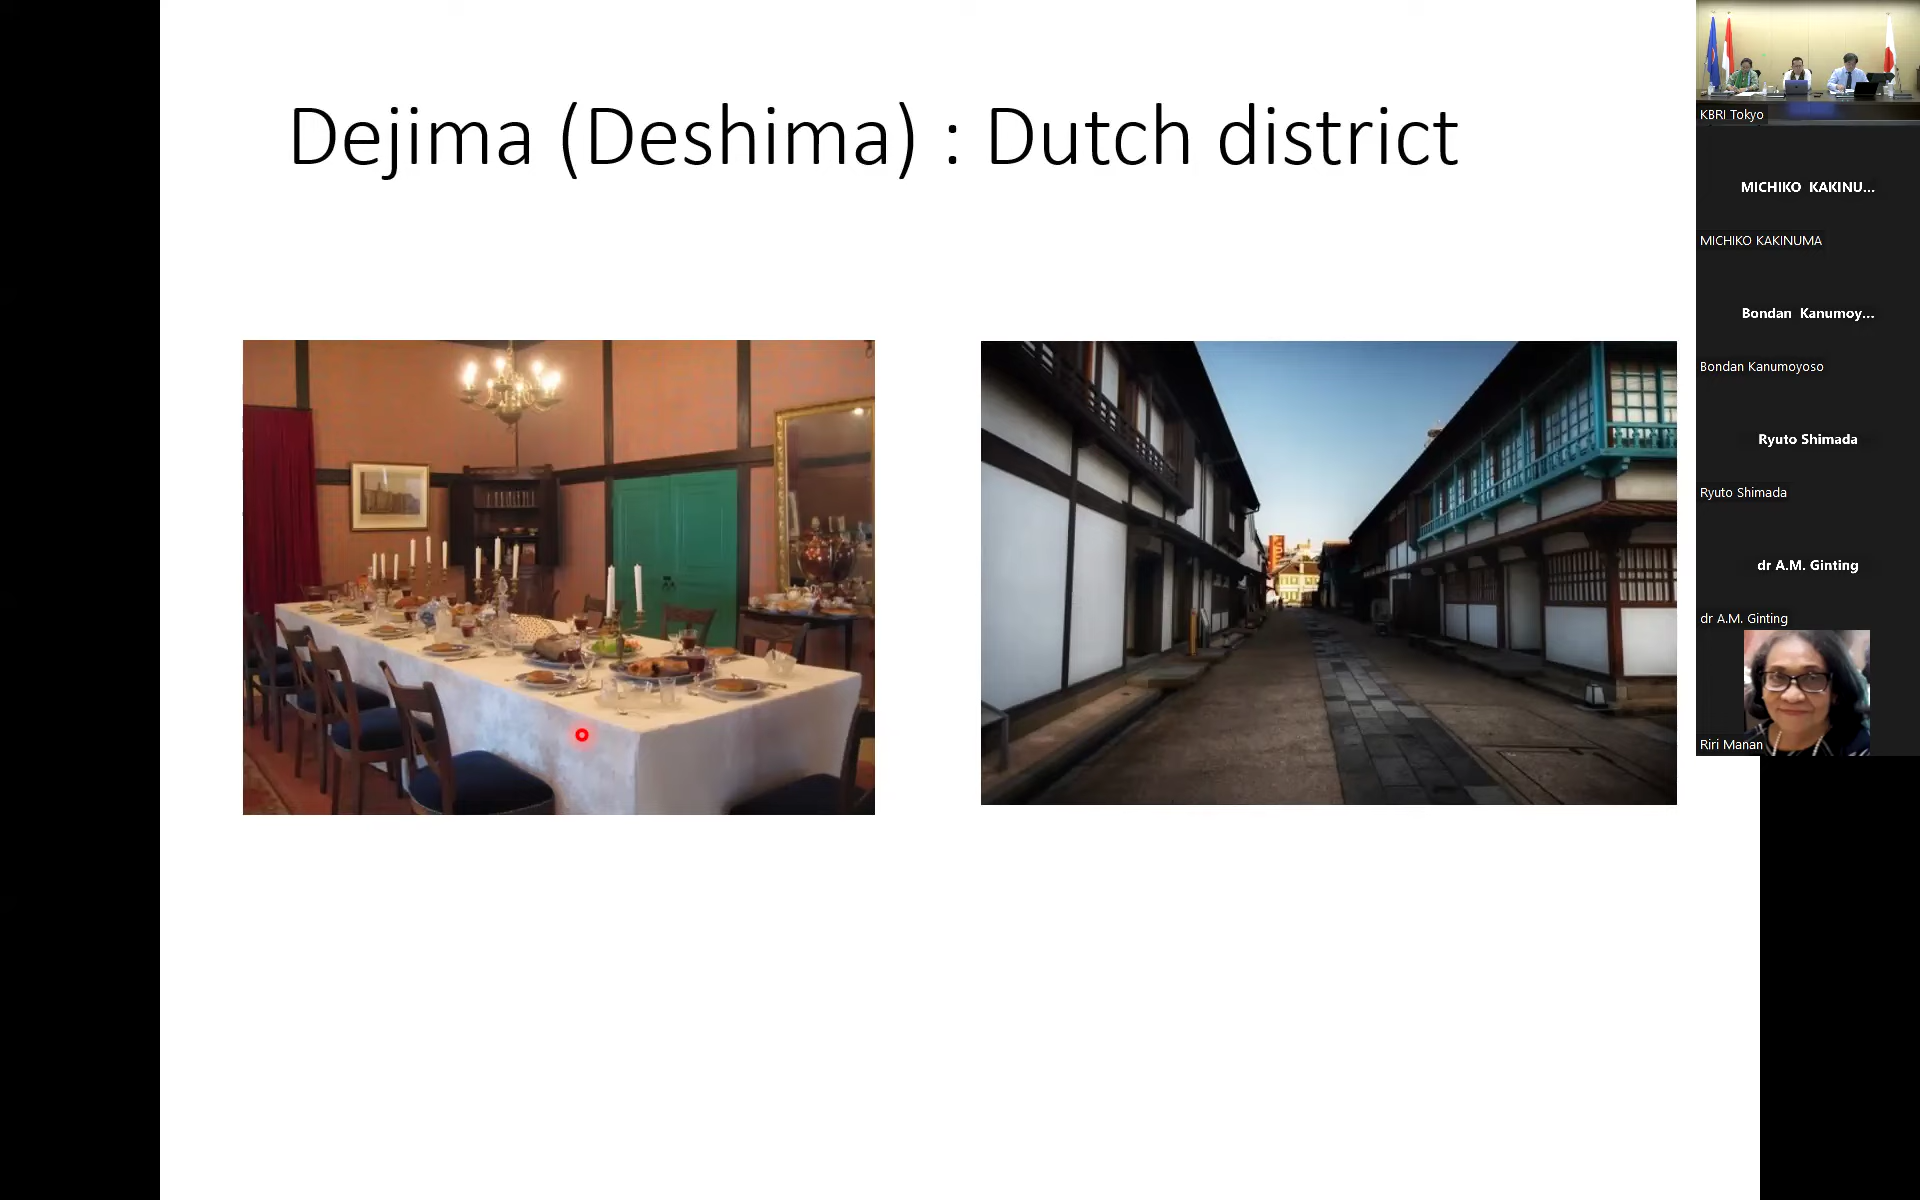 Dejima (Deshima) : Dutch district
KBRI Tokyo
MICHIKO KAKINU...
MICHIKO KAKINUMA
Bondan Kanumoy...
Bondan Kanumoyoso
Ryuto Shimada
Ryuto Shimada
dr A.M. Ginting
dr A.M. Ginting
Riri Manan